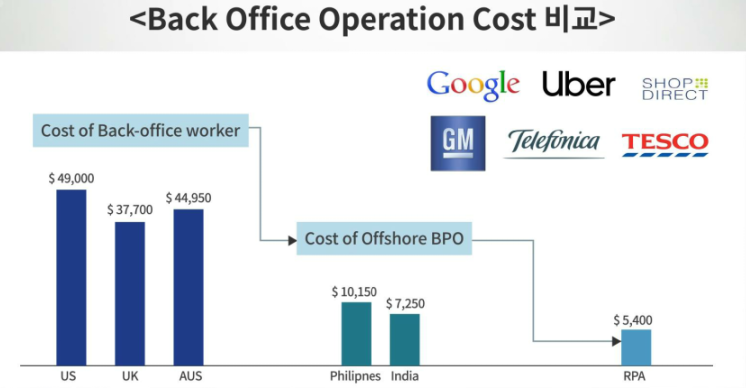 <Back Office Operation Cost 비교>
Google Uber SHOP DIRECT
GM Telefónica TESCO
Cost of Back-office worker
$ 49,000
$ 37,700
$ 44,950
Cost of Offshore BPO
$ 10,150
$ 7,250
$ 5,400
US UK AUS Philipnes India RPA